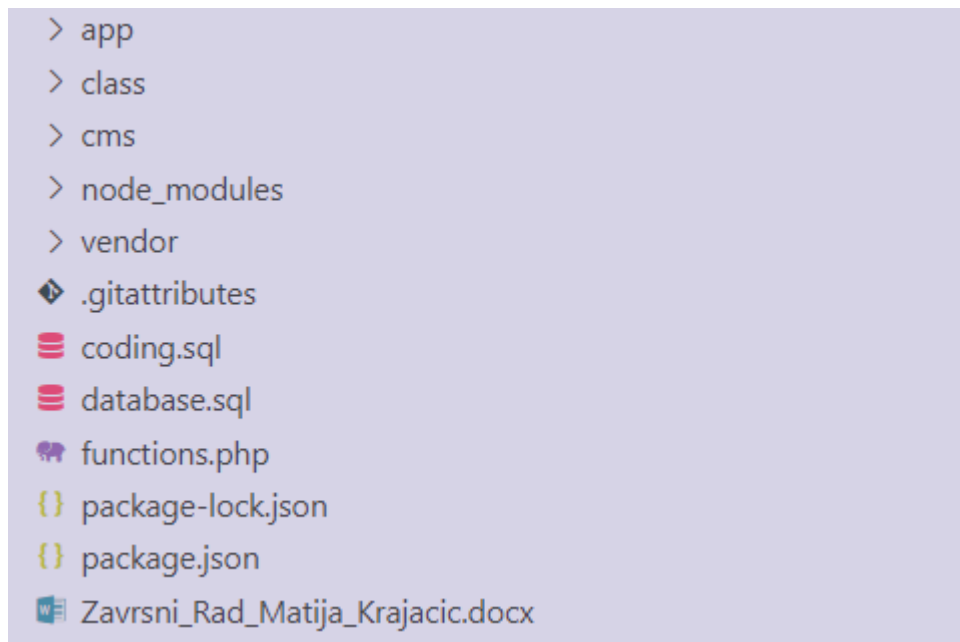 app
class
cms
node_modules
vendor
.gitattributes
coding.sql
database.sql
functions.php
package-lock.json
package.json
Zavrsni_Rad_Matija_Krajacic.docx